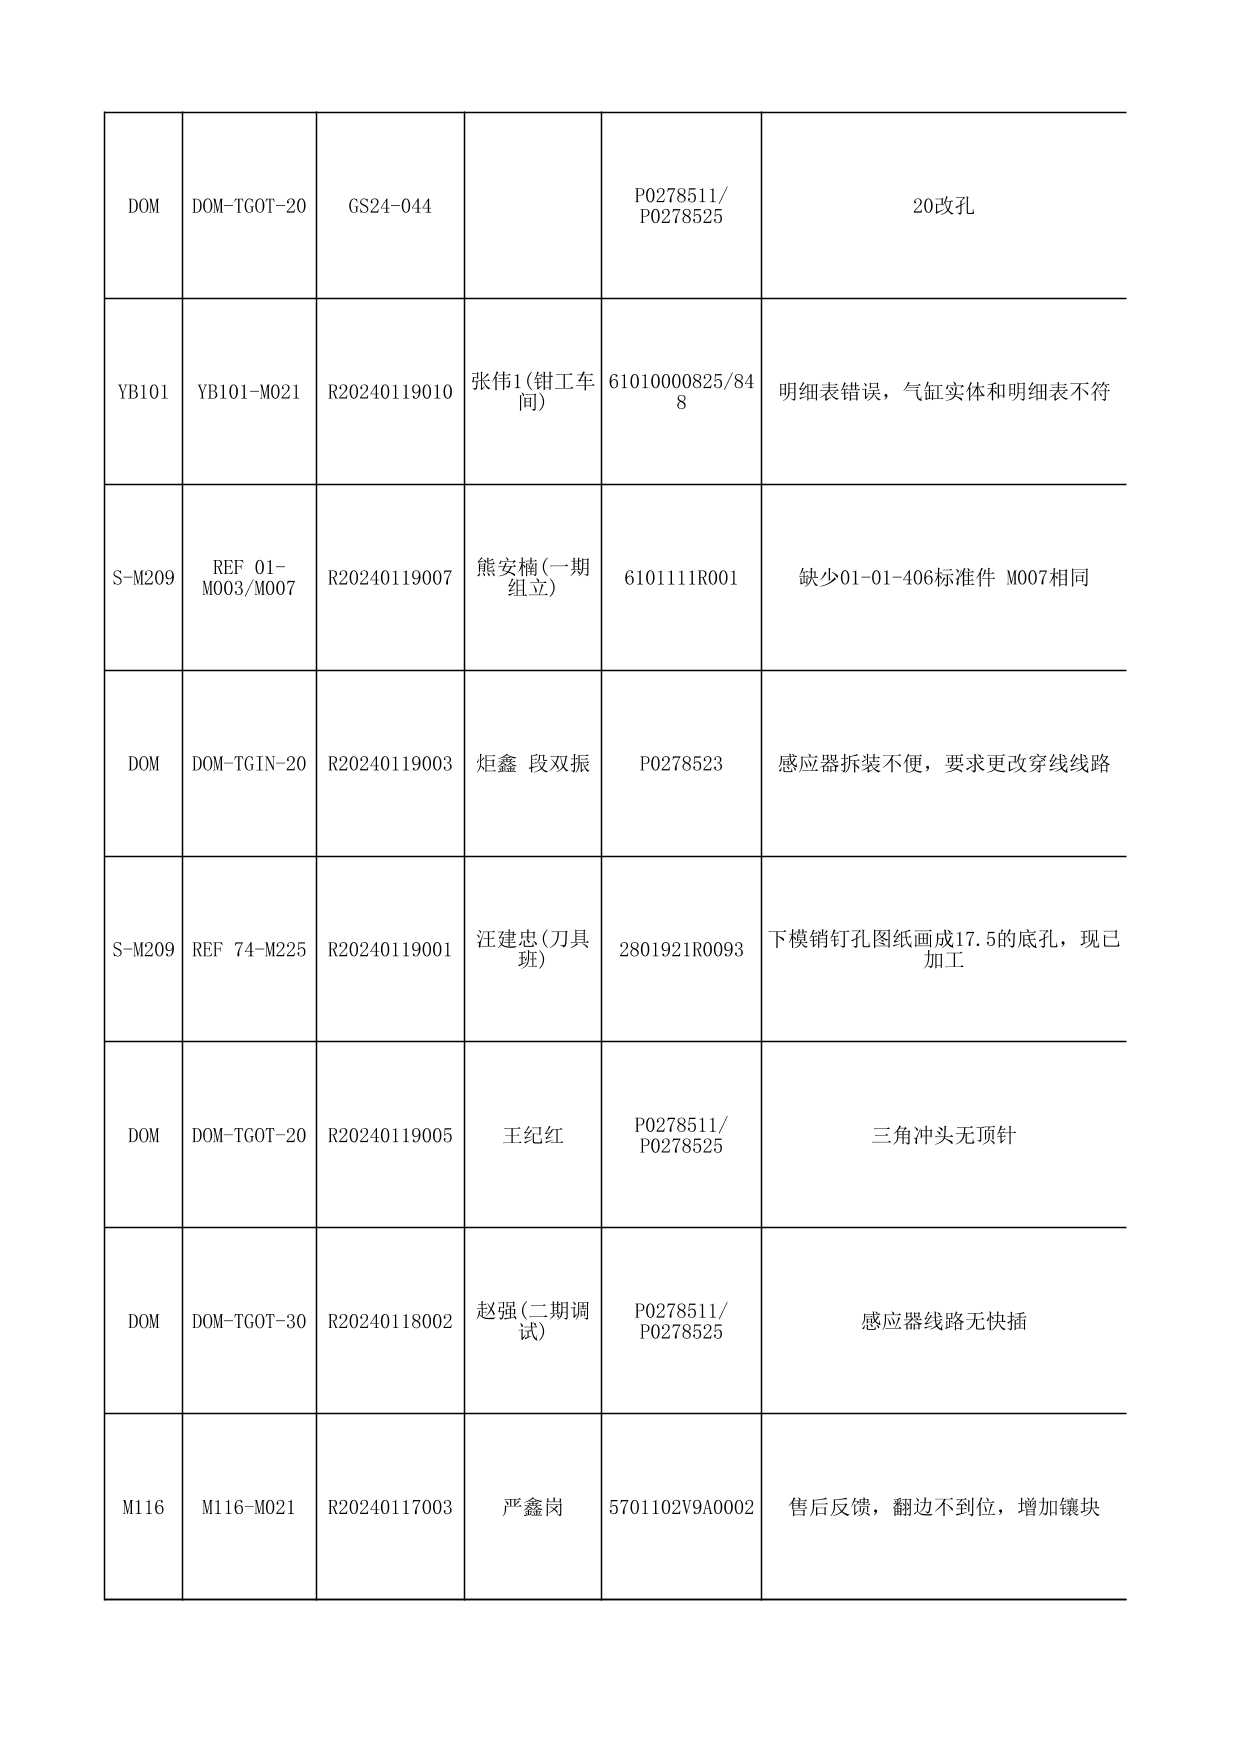 DOM DOM-TGOT-20 GS24-044 P0278511/
P0278525 20改孔
YB101 YB101-M021 R20240119010 张伟1(钳工车
间) 61010000825/84
8 明细表错误，气缸实体和明细表不符
S-M209 REF 01-
M003/M007 R20240119007 熊安楠(一期
组立) 6101111R001 缺少01-01-406标准件 M007相同
DOM DOM-TGIN-20 R20240119003 炬鑫 段双振 P0278523 感应器拆装不便，要求更改穿线线路
S-M209 REF 74-M225 R20240119001 汪建忠(刀具
班) 2801921R0093 下模销钉孔图纸画成17.5的底孔，现已
加工
DOM DOM-TGOT-20 R20240119005 王纪红 P0278511/
P0278525 三角冲头无顶针
DOM DOM-TGOT-30 R20240118002 赵强(二期调
试) P0278511/
P0278525 感应器线路无快插
M116 M116-M021 R20240117003 严鑫岗 5701102V9A0002 售后反馈，翻边不到位，增加镶块